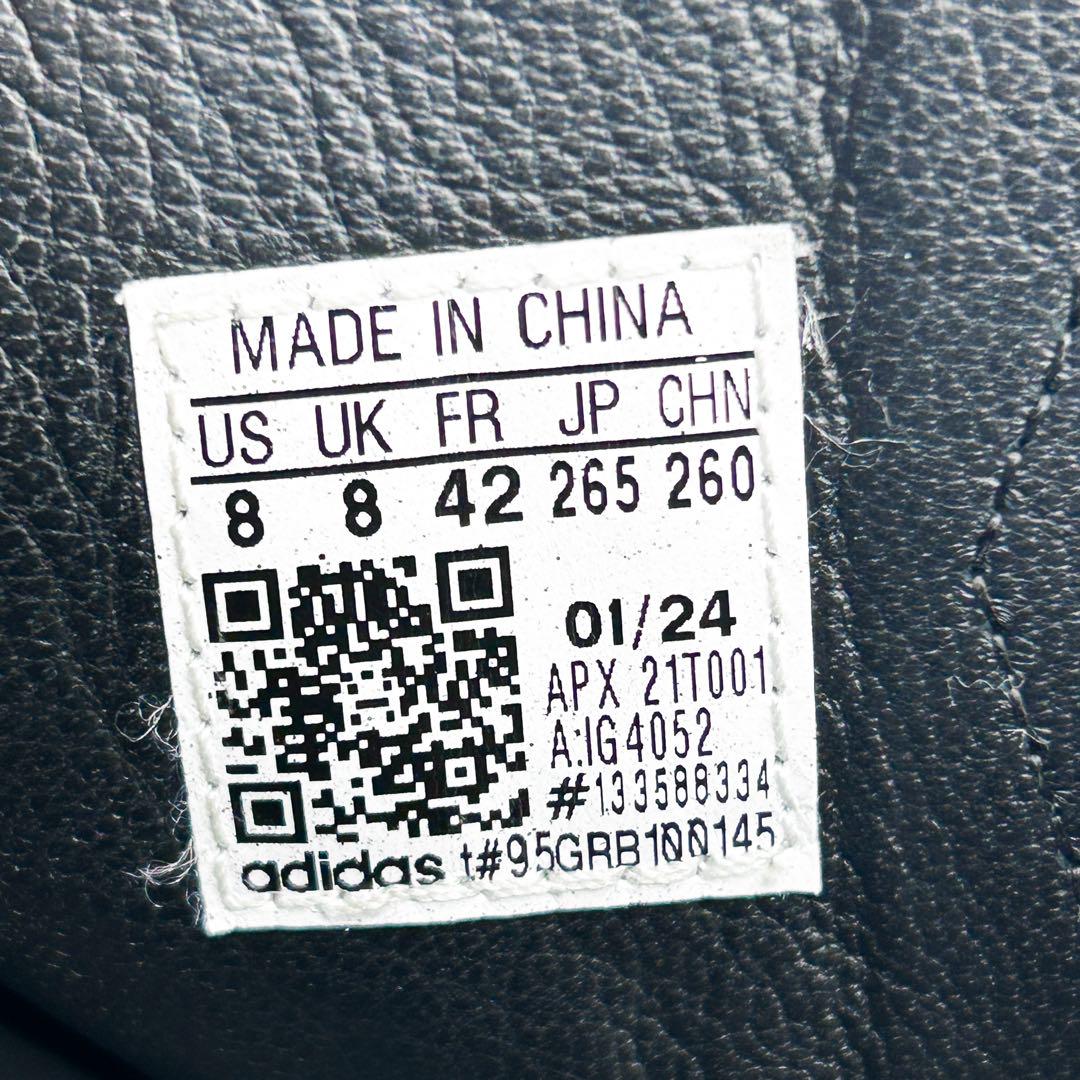 MADE IN CHINA
US UK FR JP CHN
8 8 42 265 260
01/24
APX 21T001
A:IG4052
#133588334
adidas t#95GRB100145